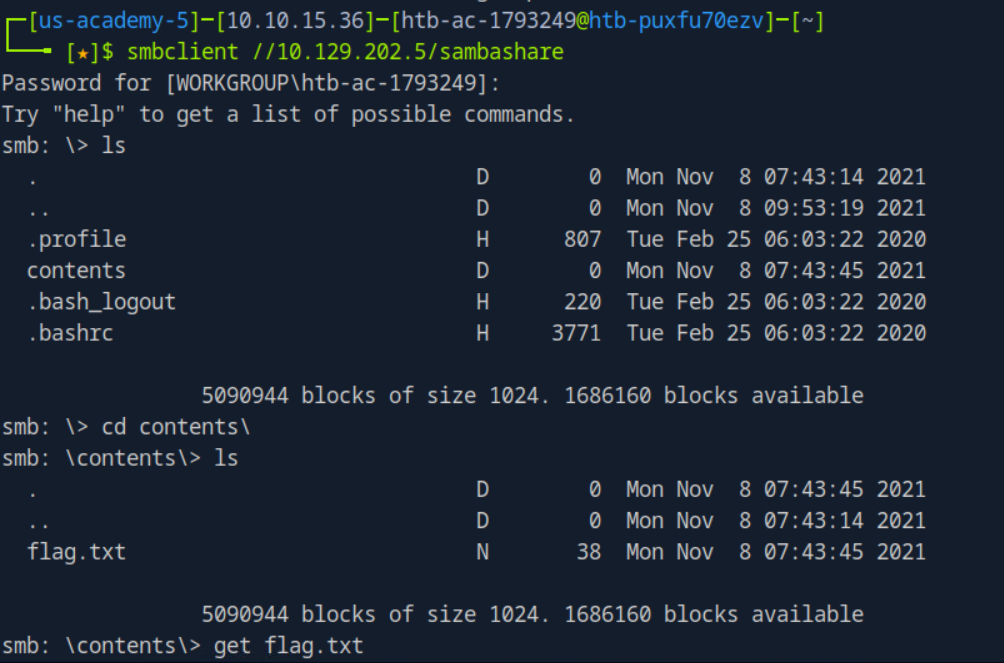 ┌─[us-academy-5]─[10.10.15.36]─[htb-ac-1793249@htb-puxfu70ezv]─[~]
└──╼ [★]$ smbclient //10.129.202.5/sambashare
Password for [WORKGROUP\htb-ac-1793249]:
Try "help" to get a list of possible commands.
smb: \> ls
  .                                   D        0  Mon Nov  8 07:43:14 2021
  ..                                  D        0  Mon Nov  8 09:53:19 2021
  .profile                            H      807  Tue Feb 25 06:03:22 2020
  contents                            D        0  Mon Nov  8 07:43:45 2021
  .bash_logout                        H      220  Tue Feb 25 06:03:22 2020
  .bashrc                             H     3771  Tue Feb 25 06:03:22 2020
                5090944 blocks of size 1024. 1686160 blocks available
smb: \> cd contents\
smb: \contents\> ls
  .                                   D        0  Mon Nov  8 07:43:45 2021
  ..                                  D        0  Mon Nov  8 07:43:14 2021
  flag.txt                            N       38  Mon Nov  8 07:43:45 2021
                5090944 blocks of size 1024. 1686160 blocks available
smb: \contents\> get flag.txt